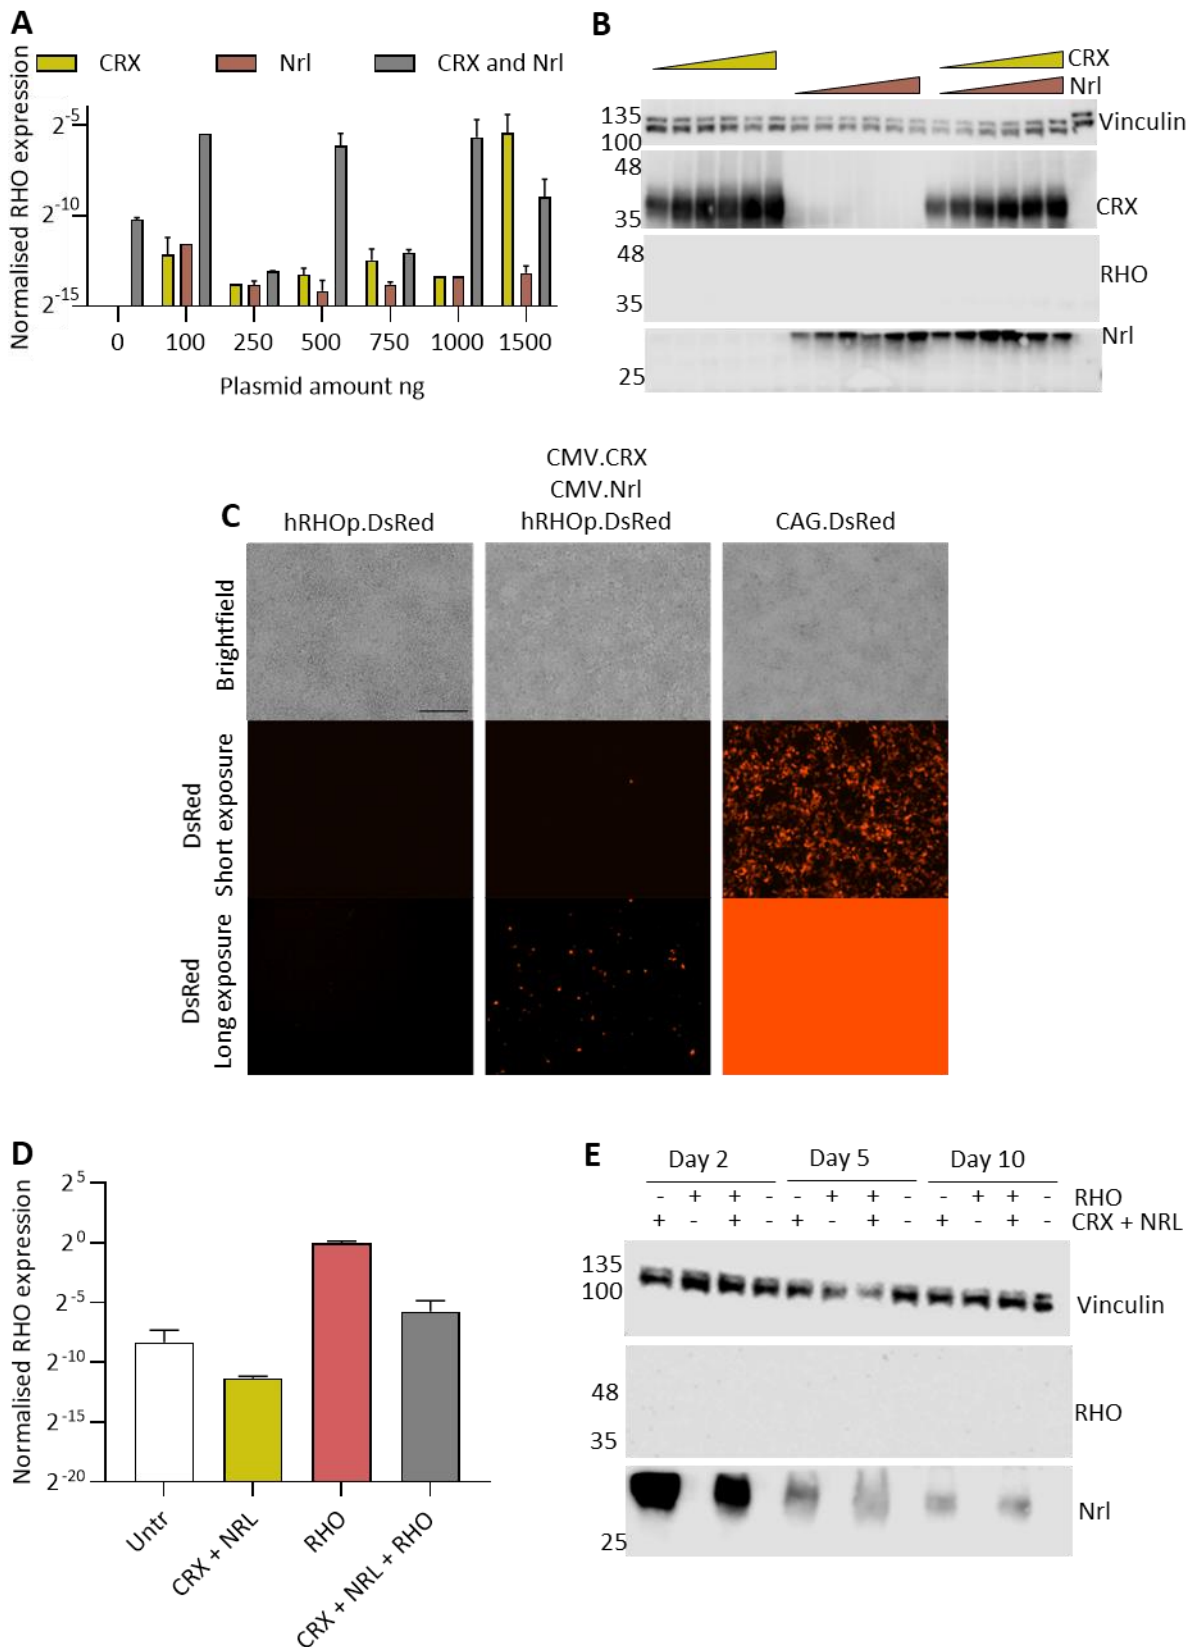 A
CRX Nrl CRX and Nrl
Normalised RHO expression
2-5
2-10
2-15
0 100 250 500 750 1000 1500
Plasmid amount ng
B
CRX
Nrl
135
100
Vinculin
48
35
CRX
48
35
RHO
25
Nrl
CMV.CRX
CMV.Nrl
C
hRHOp.DsRed hRHOp.DsRed CAG.DsRed
Brightfield
DsRed
Short exposure
DsRed
Long exposure
D
Normalised RHO expression
2^5
2^0
2^-5
2^-10
2^-15
2^-20
Untr
CRX + NRL
RHO
CRX + NRL + RHO
E
Day 2 Day 5 Day 10
- + + - - + + - - + + - RHO
+ - + - + - + - + - + - CRX + NRL
135
100
Vinculin
48
35
RHO
25
Nrl